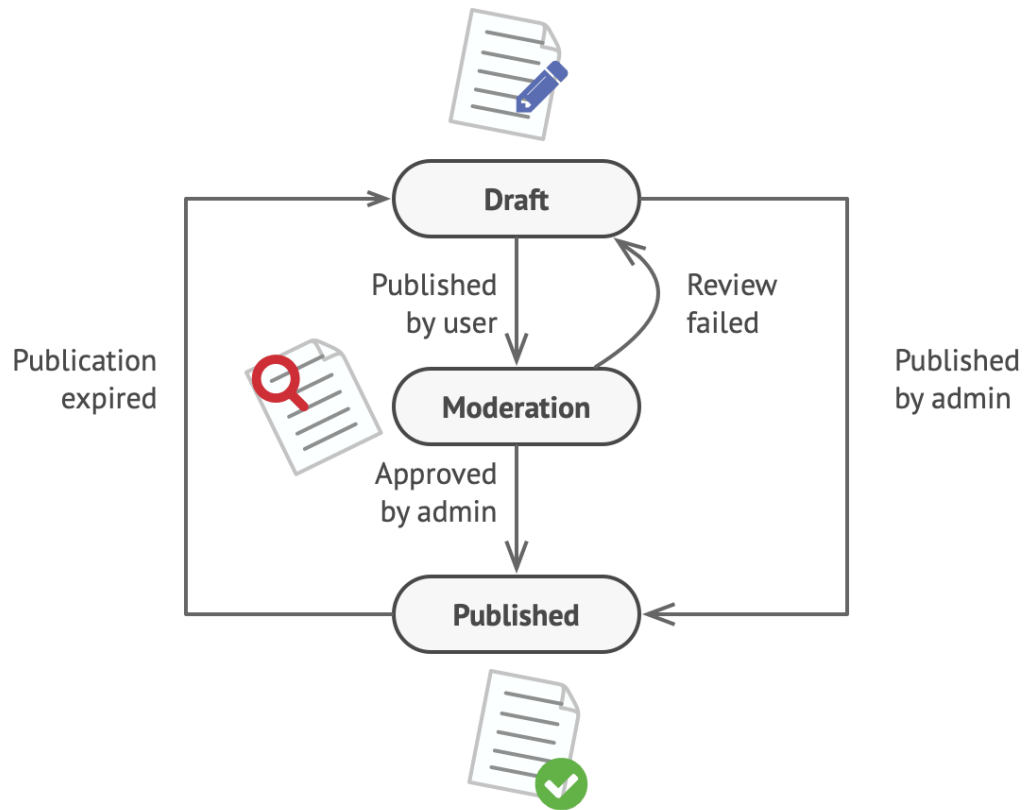 Draft
Published
by user
Review
failed
Publication
expired
Published
by admin
Moderation
Approved
by admin
Published